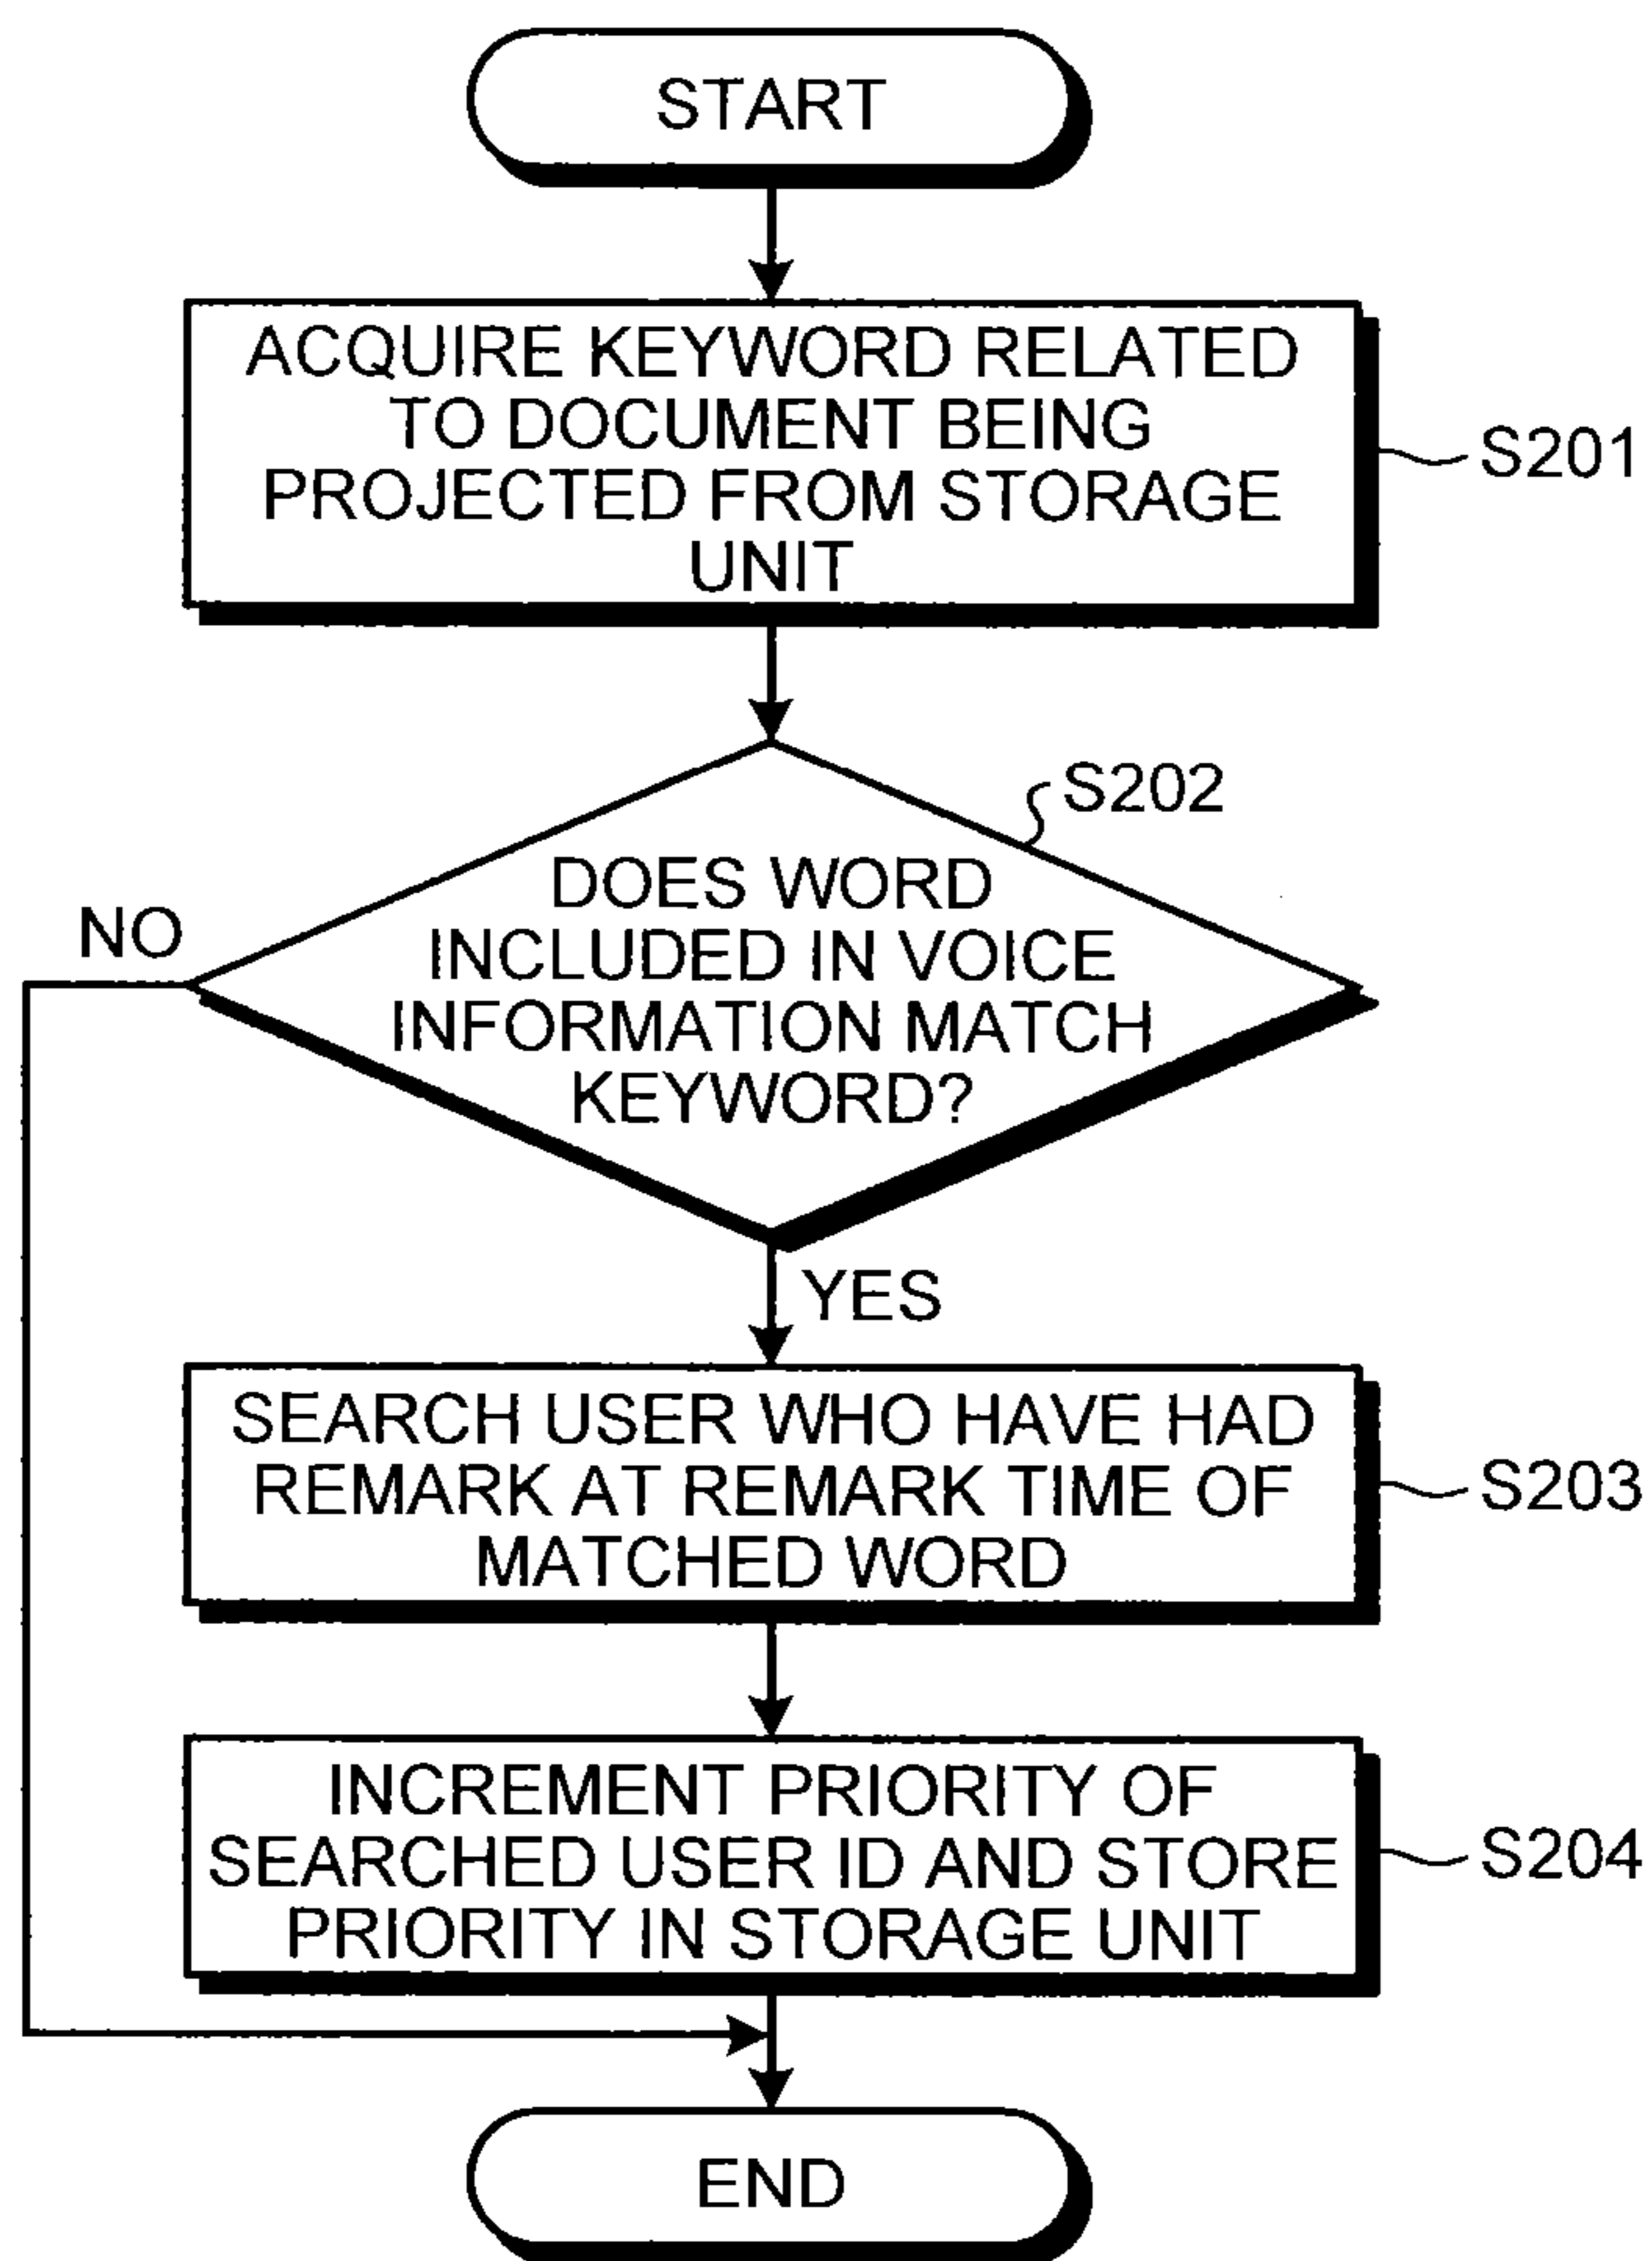 START
ACQUIRE KEYWORD RELATED
TO DOCUMENT BEING
PROJECTED FROM STORAGE
UNIT
S201
S202
DOES WORD
INCLUDED IN VOICE
INFORMATION MATCH
KEYWORD?
NO
YES
SEARCH USER WHO HAVE HAD
REMARK AT REMARK TIME OF
MATCHED WORD
S203
INCREMENT PRIORITY OF
SEARCHED USER ID AND STORE
PRIORITY IN STORAGE UNIT
S204
END